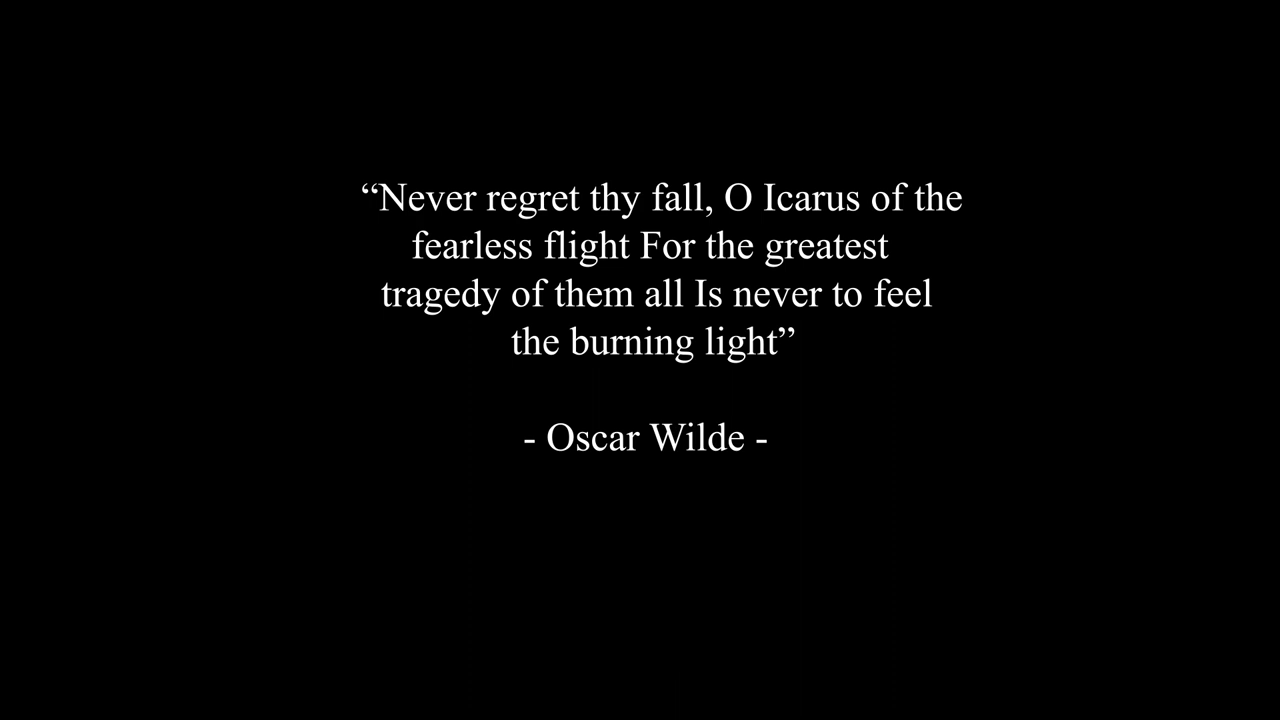 “Never regret thy fall, O Icarus of the
fearless flight For the greatest
tragedy of them all Is never to feel
the burning light”
- Oscar Wilde -